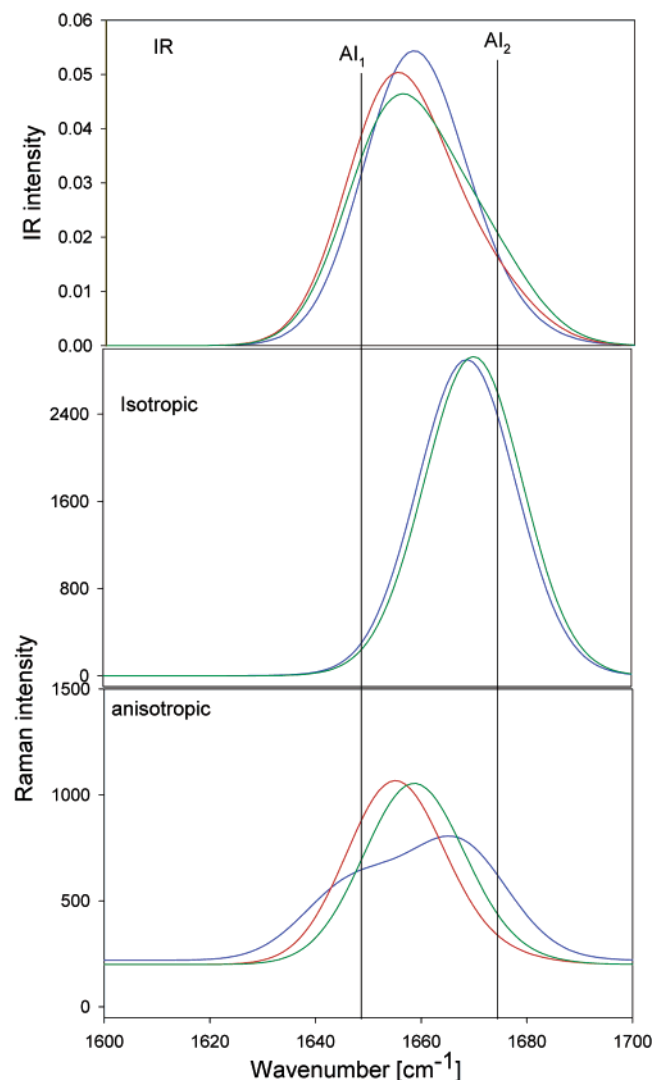 0.06
IR
AI₁
AI₂
0.05
0.04
0.03
0.02
0.01
0.00
IR intensity
Isotropic
2400
1600
800
0
Raman intensity
1500
anisotropic
1000
500
0
1600 1620 1640 1660 1680 1700
Wavenumber [cm⁻¹]